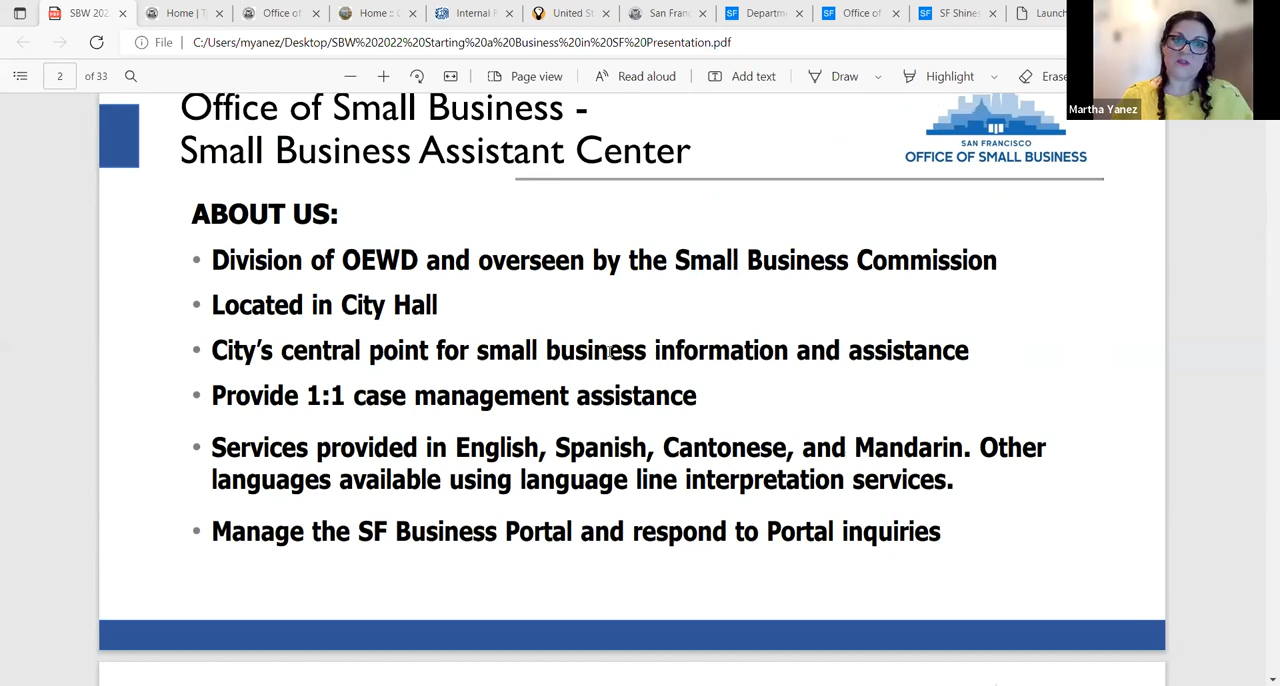 SBW 202
Home | T
Office of
Home ::
Internal R
United St
San Franc
Departm
Office of
SF Shines
Launch
File
C:/Users/myanez/Desktop/SBW%202022%20Starting%20a%20Business%20in%20SF%20Presentation.pdf
2 of 33
Page view
Read aloud
Add text
Draw
Highlight
Erase
Martha Yanez
Office of Small Business -
Small Business Assistant Center
SAN FRANCISCO
OFFICE OF SMALL BUSINESS
ABOUT US:
• Division of OEWD and overseen by the Small Business Commission
• Located in City Hall
• City’s central point for small business information and assistance
• Provide 1:1 case management assistance
• Services provided in English, Spanish, Cantonese, and Mandarin. Other
languages available using language line interpretation services.
• Manage the SF Business Portal and respond to Portal inquiries